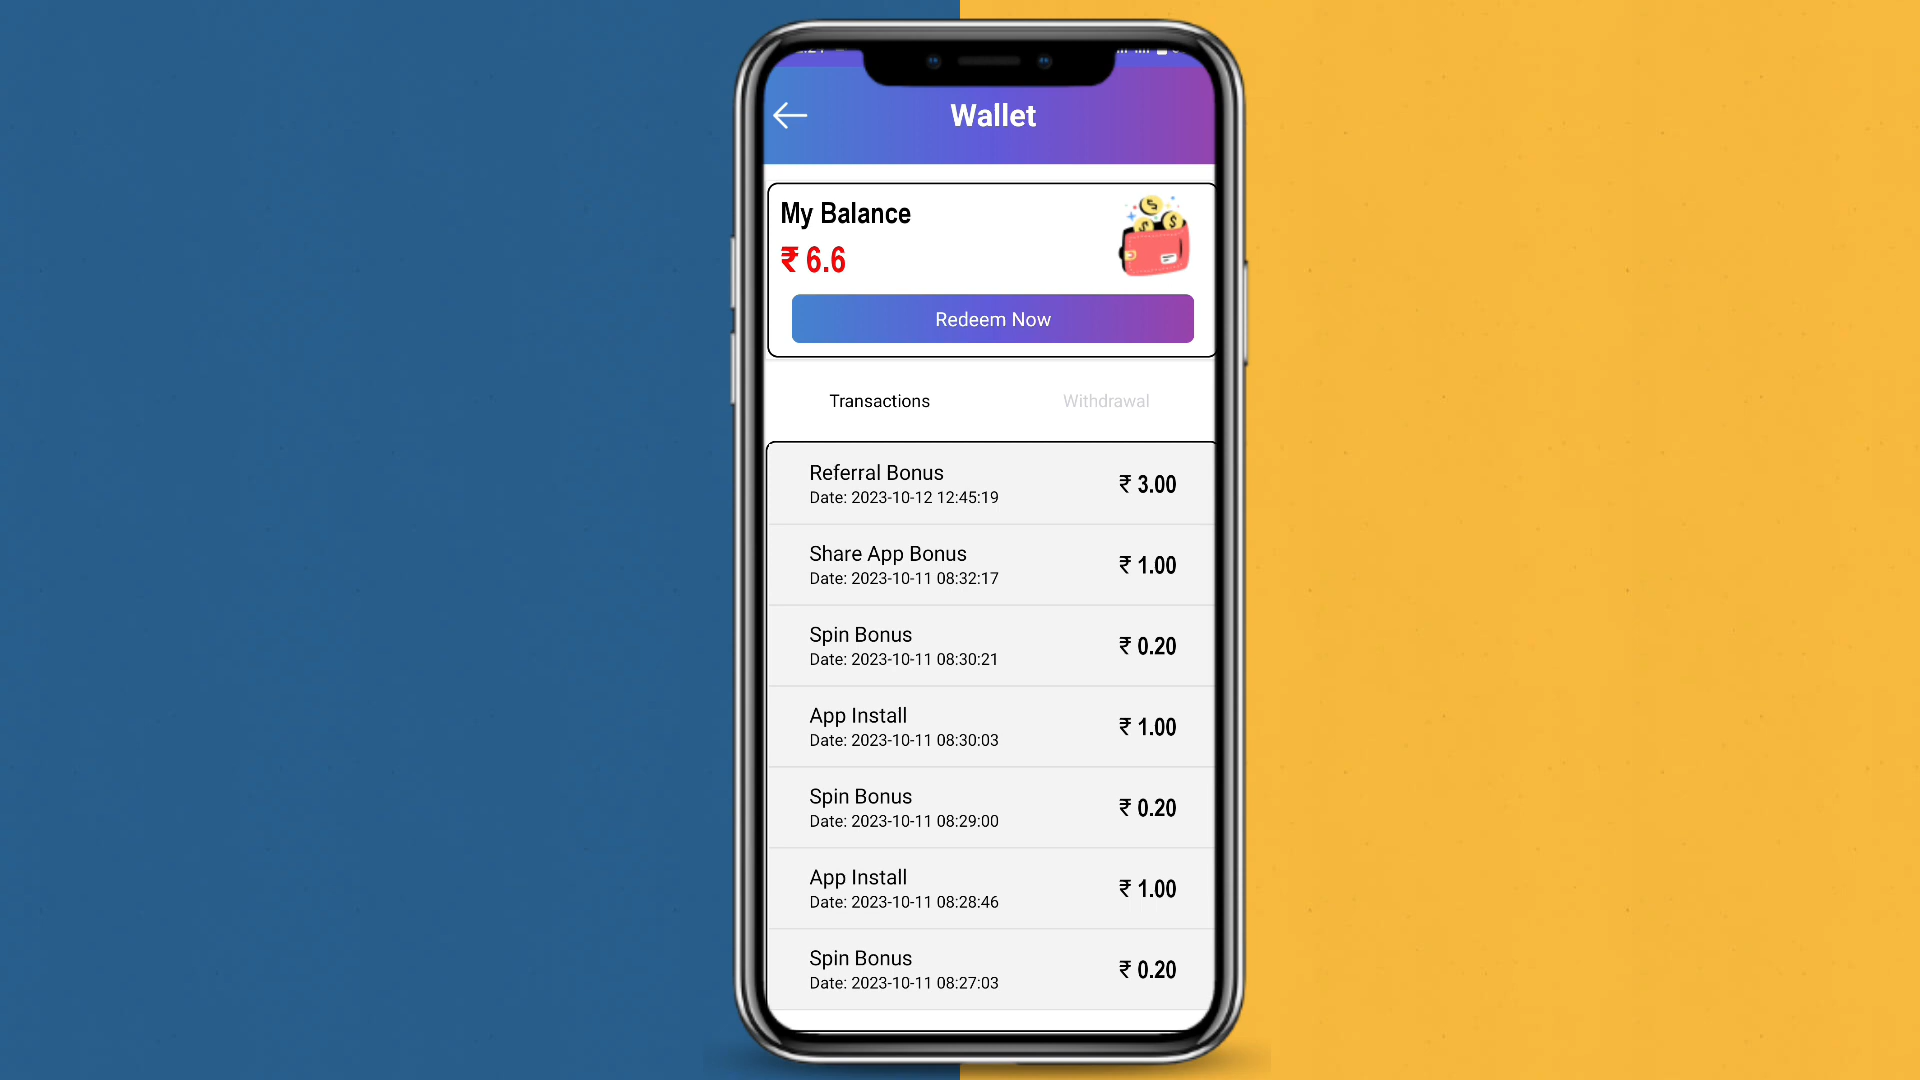 Wallet
My Balance
₹ 6.6
Redeem Now
Transactions
Withdrawal
Referral Bonus
Date: 2023-10-12 12:45:19
₹ 3.00
Share App Bonus
Date: 2023-10-11 08:32:17
₹ 1.00
Spin Bonus
Date: 2023-10-11 08:30:21
₹ 0.20
App Install
Date: 2023-10-11 08:30:03
₹ 1.00
Spin Bonus
Date: 2023-10-11 08:29:00
₹ 0.20
App Install
Date: 2023-10-11 08:28:46
₹ 1.00
Spin Bonus
Date: 2023-10-11 08:27:03
₹ 0.20